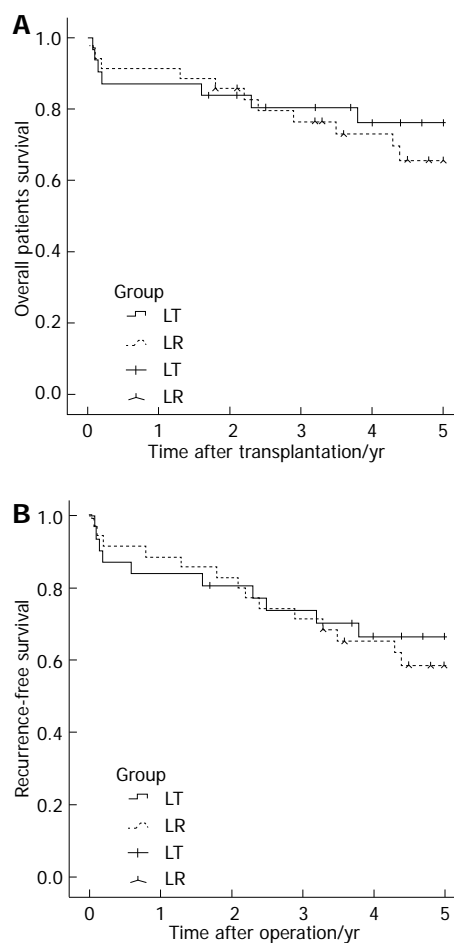 A
1.0
0.8
0.6
0.4
0.2
0.0
Overall patients survival
Group
LT
LR
LT
LR
0 1 2 3 4 5
Time after transplantation/yr
B
1.0
0.8
0.6
0.4
0.2
0.0
Recurrence-free survival
Group
LT
LR
LT
LR
0 1 2 3 4 5
Time after operation/yr